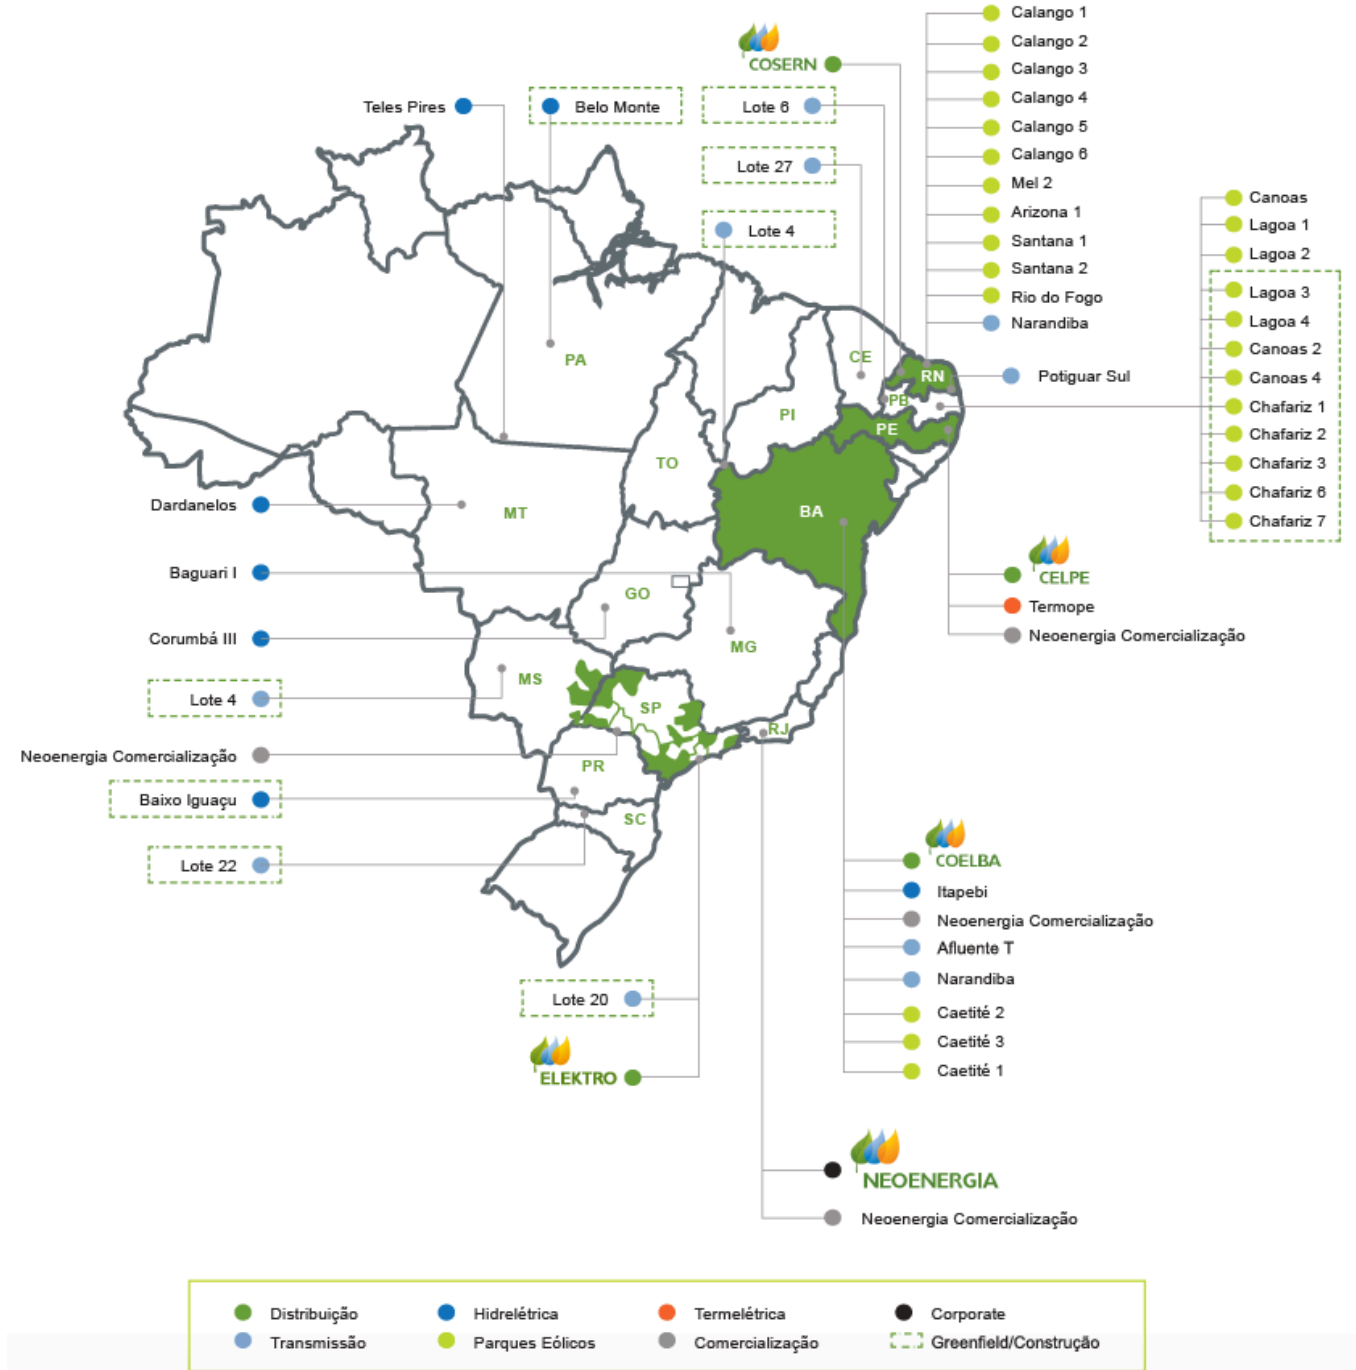 Calango 1
Calango 2
Calango 3
Calango 4
Calango 5
Calango 6
Mel 2
Arizona 1
Santana 1
Santana 2
Rio do Fogo
Narandiba
COSERN
Teles Pires
Belo Monte
Lote 6
Lote 27
Lote 4
Canoas
Lagoa 1
Lagoa 2
Lagoa 3
Lagoa 4
Canoas 2
Canoas 4
Chafariz 1
Chafariz 2
Chafariz 3
Chafariz 6
Chafariz 7
Potiguar Sul
PA
CE
RN
PB
PI
PE
TO
BA
MT
GO
MG
MS
SP
RJ
PR
SC
Dardanelos
Baguari I
Corumbá III
Lote 4
Neoenergia Comercialização
Baixo Iguaçu
Lote 22
CELPE
Termope
Neoenergia Comercialização
COELBA
Itapebi
Neoenergia Comercialização
Afluente T
Narandiba
Caetité 2
Caetité 3
Caetité 1
Lote 20
ELEKTRO
NEOENERGIA
Neoenergia Comercialização
Distribuição
Hidrelétrica
Termelétrica
Corporate
Transmissão
Parques Eólicos
Comercialização
Greenfield/Construção